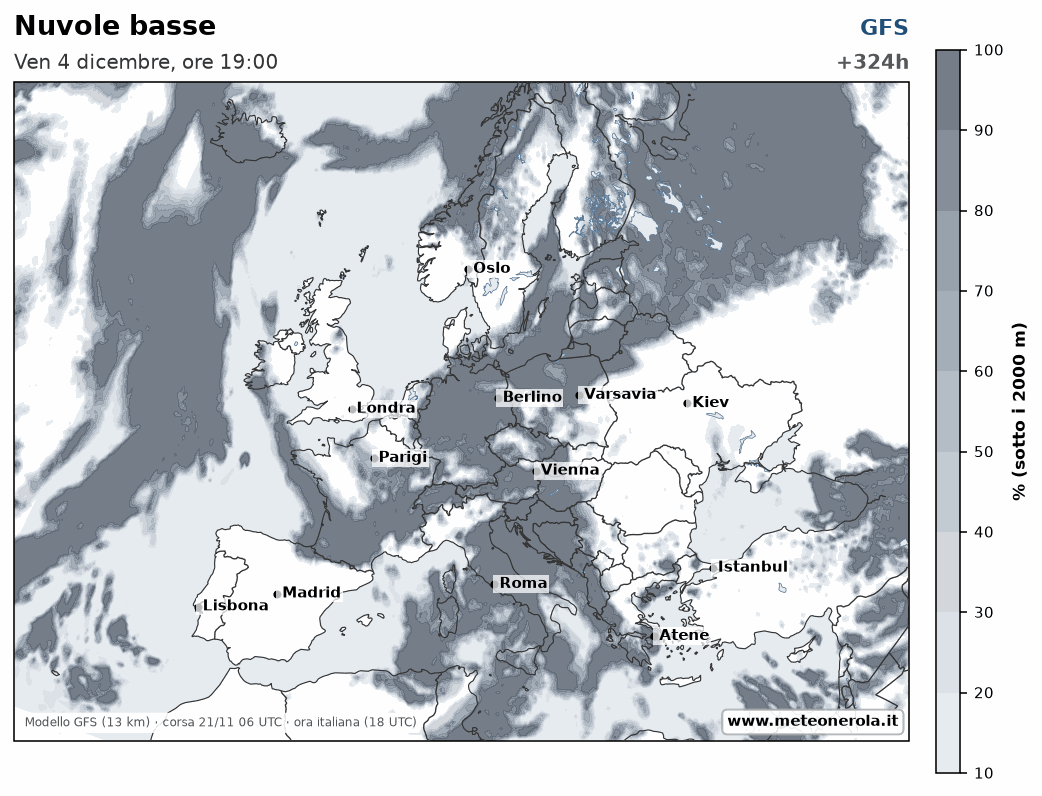 Nuvole basse
GFS
Ven 4 dicembre, ore 19:00
+324h
Oslo
Londra
Berlino
Varsavia
Kiev
Parigi
Vienna
Istanbul
Roma
Madrid
Lisbona
Atene
Modello GFS (13 km) · corsa 21/11 06 UTC · ora italiana (18 UTC)
www.meteonerola.it
100
90
80
70
60
50
40
30
20
10
% (sotto i 2000 m)